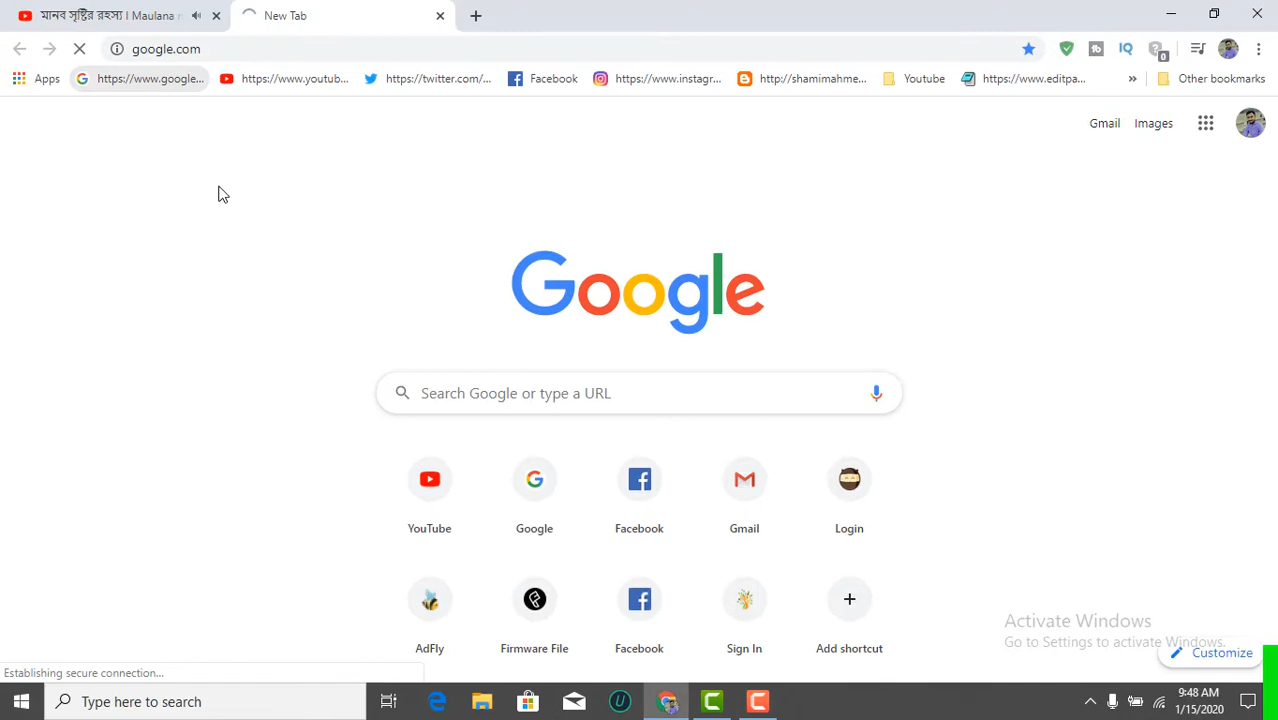 মানব সৃষ্টির রহস্য l Maulana
New Tab
google.com
Apps
https://www.google...
https://www.youtub...
https://twitter.com/...
Facebook
https://www.instagr...
http://shamimahme...
Youtube
https://www.editpa...
»
Other bookmarks
Gmail
Images
Google
Search Google or type a URL
YouTube
Google
Facebook
Gmail
Login
AdFly
Firmware File
Facebook
Sign In
Add shortcut
Activate Windows
Go to Settings to activate Windows.
Customize
Establishing secure connection...
Type here to search
9:48 AM
1/15/2020